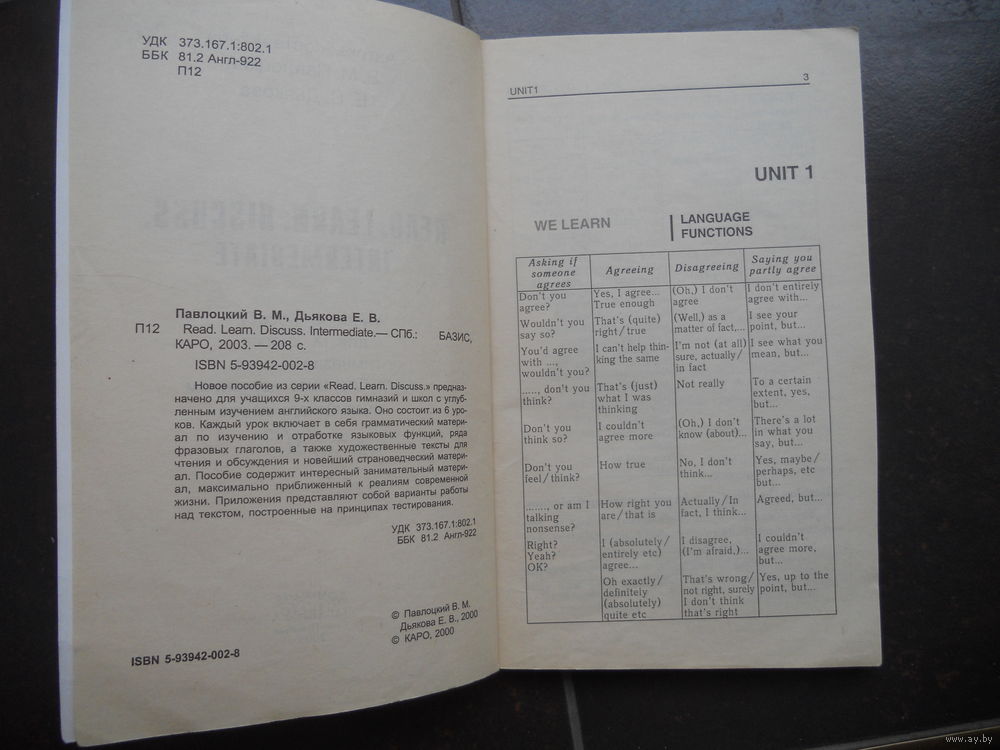 УДК 373.167.1:802.1
ББК 81.2 Англ-922
П12
Павлоцкий В. М., Дьякова Е. В.
П12 Read. Learn. Discuss. Intermediate.— СПб.: БАЗИС,
КАРО, 2003. — 208 с.
ISBN 5-93942-002-8
Новое пособие из серии «Read. Learn. Discuss.» предназ-
начено для учащихся 9-х классов гимназий и школ с углуб-
ленным изучением английского языка. Оно состоит из 6 уро-
ков. Каждый урок включает в себя грамматический матери-
ал по изучению и отработке языковых функций, ряда
фразовых глаголов, а также художественные тексты для
чтения и обсуждения и новейший страноведческий матери-
ал. Пособие содержит интересный занимательный матери-
ал, максимально приближенный к реалиям современной
жизни. Приложения представляют собой варианты работы
над текстом, построенные на принципах тестирования.
УДК 373.167.1:802.1
ББК 81.2 Англ-922
© Павлоцкий В. М.
Дьякова Е. В., 2000
© КАРО, 2000
ISBN 5-93942-002-8
UNIT1 3
UNIT 1
WE LEARN
LANGUAGE
FUNCTIONS
Asking if
someone
agrees
Agreeing
Disagreeing
Saying you
partly agree
Don't you
agree?
Yes, I agree...
True enough
(Oh,) I don't
agree
I don't entirely
agree with...
Wouldn't you
say so?
That's (quite)
right/true
(Well,) as a
matter of fact,...
I see your
point, but...
You'd agree
with ...,
wouldn't you?
I can't help thin-
king the same
I'm not (at all)
sure, actually/
in fact
I see what you
mean, but...
....., don't you
think?
That's (just)
what I was
thinking
Not really
To a certain
extent, yes,
but...
Don't you
think so?
I couldn't
agree more
(Oh,) I don't
know (about)...
There's a lot
in what you
say, but...
Don't you
feel/think?
How true
No, I don't
think...
Yes, maybe/
perhaps, etc
but...
......., or am I
talking
nonsense?
How right you
are/that is
Actually/In
fact, I think...
Agreed, but...
Right?
Yeah?
OK?
I (absolutely/
entirely etc)
agree...
I disagree,
(I'm afraid,)...
I couldn't
agree more,
but...
Oh exactly/
definitely
(absolutely)
quite etc
That's wrong/
not right, surely
I don't think
that's right
Yes, up to the
point, but...
www.ay.by